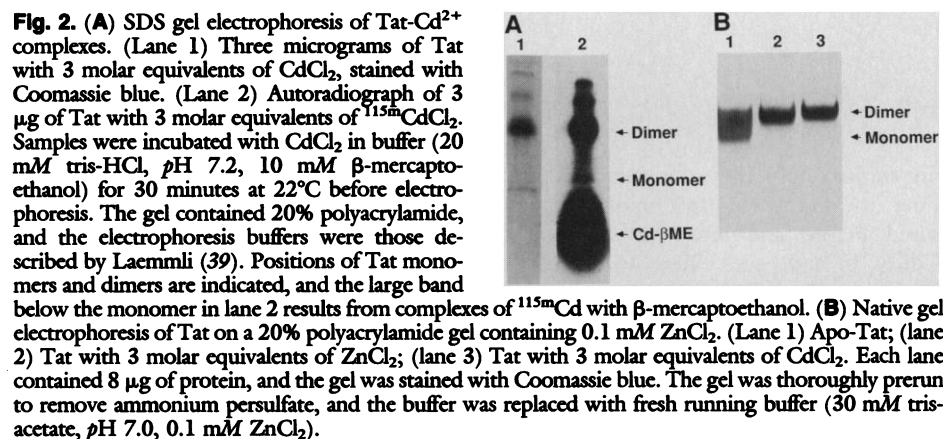 Fig. 2. (A) SDS gel electrophoresis of Tat-Cd²⁺
complexes. (Lane 1) Three micrograms of Tat
with 3 molar equivalents of CdCl₂, stained with
Coomassie blue. (Lane 2) Autoradiograph of 3
μg of Tat with 3 molar equivalents of ¹¹⁵ᵐCdCl₂.
Samples were incubated with CdCl₂ in buffer (20
mM tris-HCl, pH 7.2, 10 mM β-mercapto-
ethanol) for 30 minutes at 22°C before electro-
phoresis. The gel contained 20% polyacrylamide,
and the electrophoresis buffers were those de-
scribed by Laemmli (39). Positions of Tat mono-
mers and dimers are indicated, and the large band
below the monomer in lane 2 results from complexes of ¹¹⁵ᵐCd with β-mercaptoethanol. (B) Native gel
electrophoresis of Tat on a 20% polyacrylamide gel containing 0.1 mM ZnCl₂. (Lane 1) Apo-Tat; (lane
2) Tat with 3 molar equivalents of ZnCl₂; (lane 3) Tat with 3 molar equivalents of CdCl₂. Each lane
contained 8 μg of protein, and the gel was stained with Coomassie blue. The gel was thoroughly prerun
to remove ammonium persulfate, and the buffer was replaced with fresh running buffer (30 mM tris-
acetate, pH 7.0, 0.1 mM ZnCl₂).
A
1 2
← Dimer
← Monomer
← Cd-βME
B
1 2 3
← Dimer
← Monomer